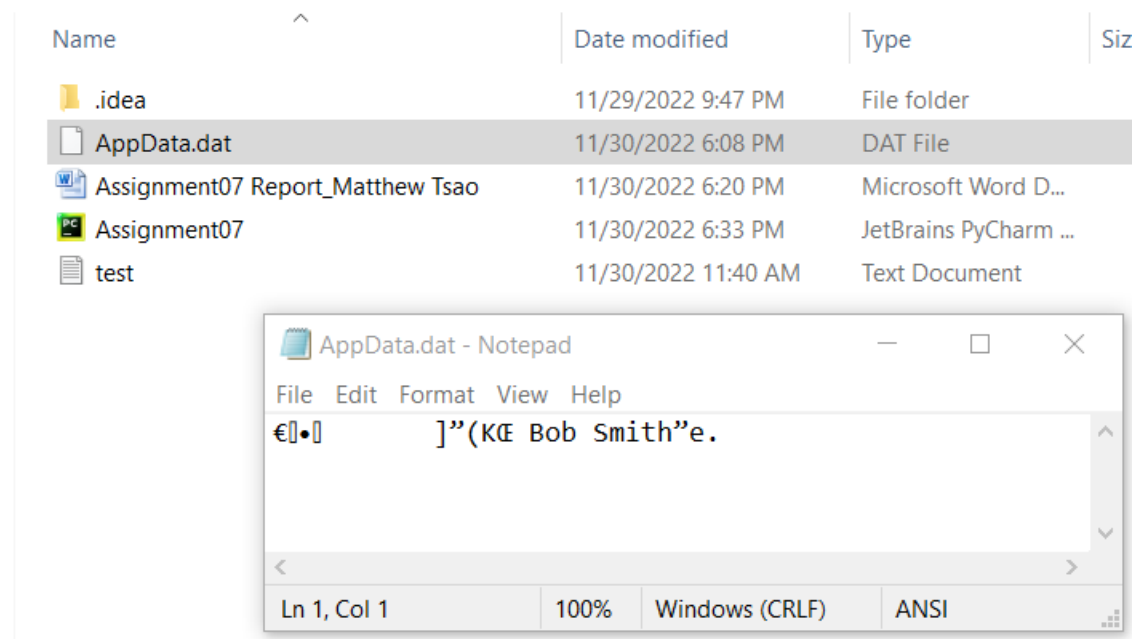 Name Date modified Type Siz
.idea 11/29/2022 9:47 PM File folder
AppData.dat 11/30/2022 6:08 PM DAT File
Assignment07 Report_Matthew Tsao 11/30/2022 6:20 PM Microsoft Word D...
Assignment07 11/30/2022 6:33 PM JetBrains PyCharm ...
test 11/30/2022 11:40 AM Text Document
AppData.dat - Notepad
File Edit Format View Help
€▯•▯ ]”(KŒ Bob Smith”e.
Ln 1, Col 1 100% Windows (CRLF) ANSI